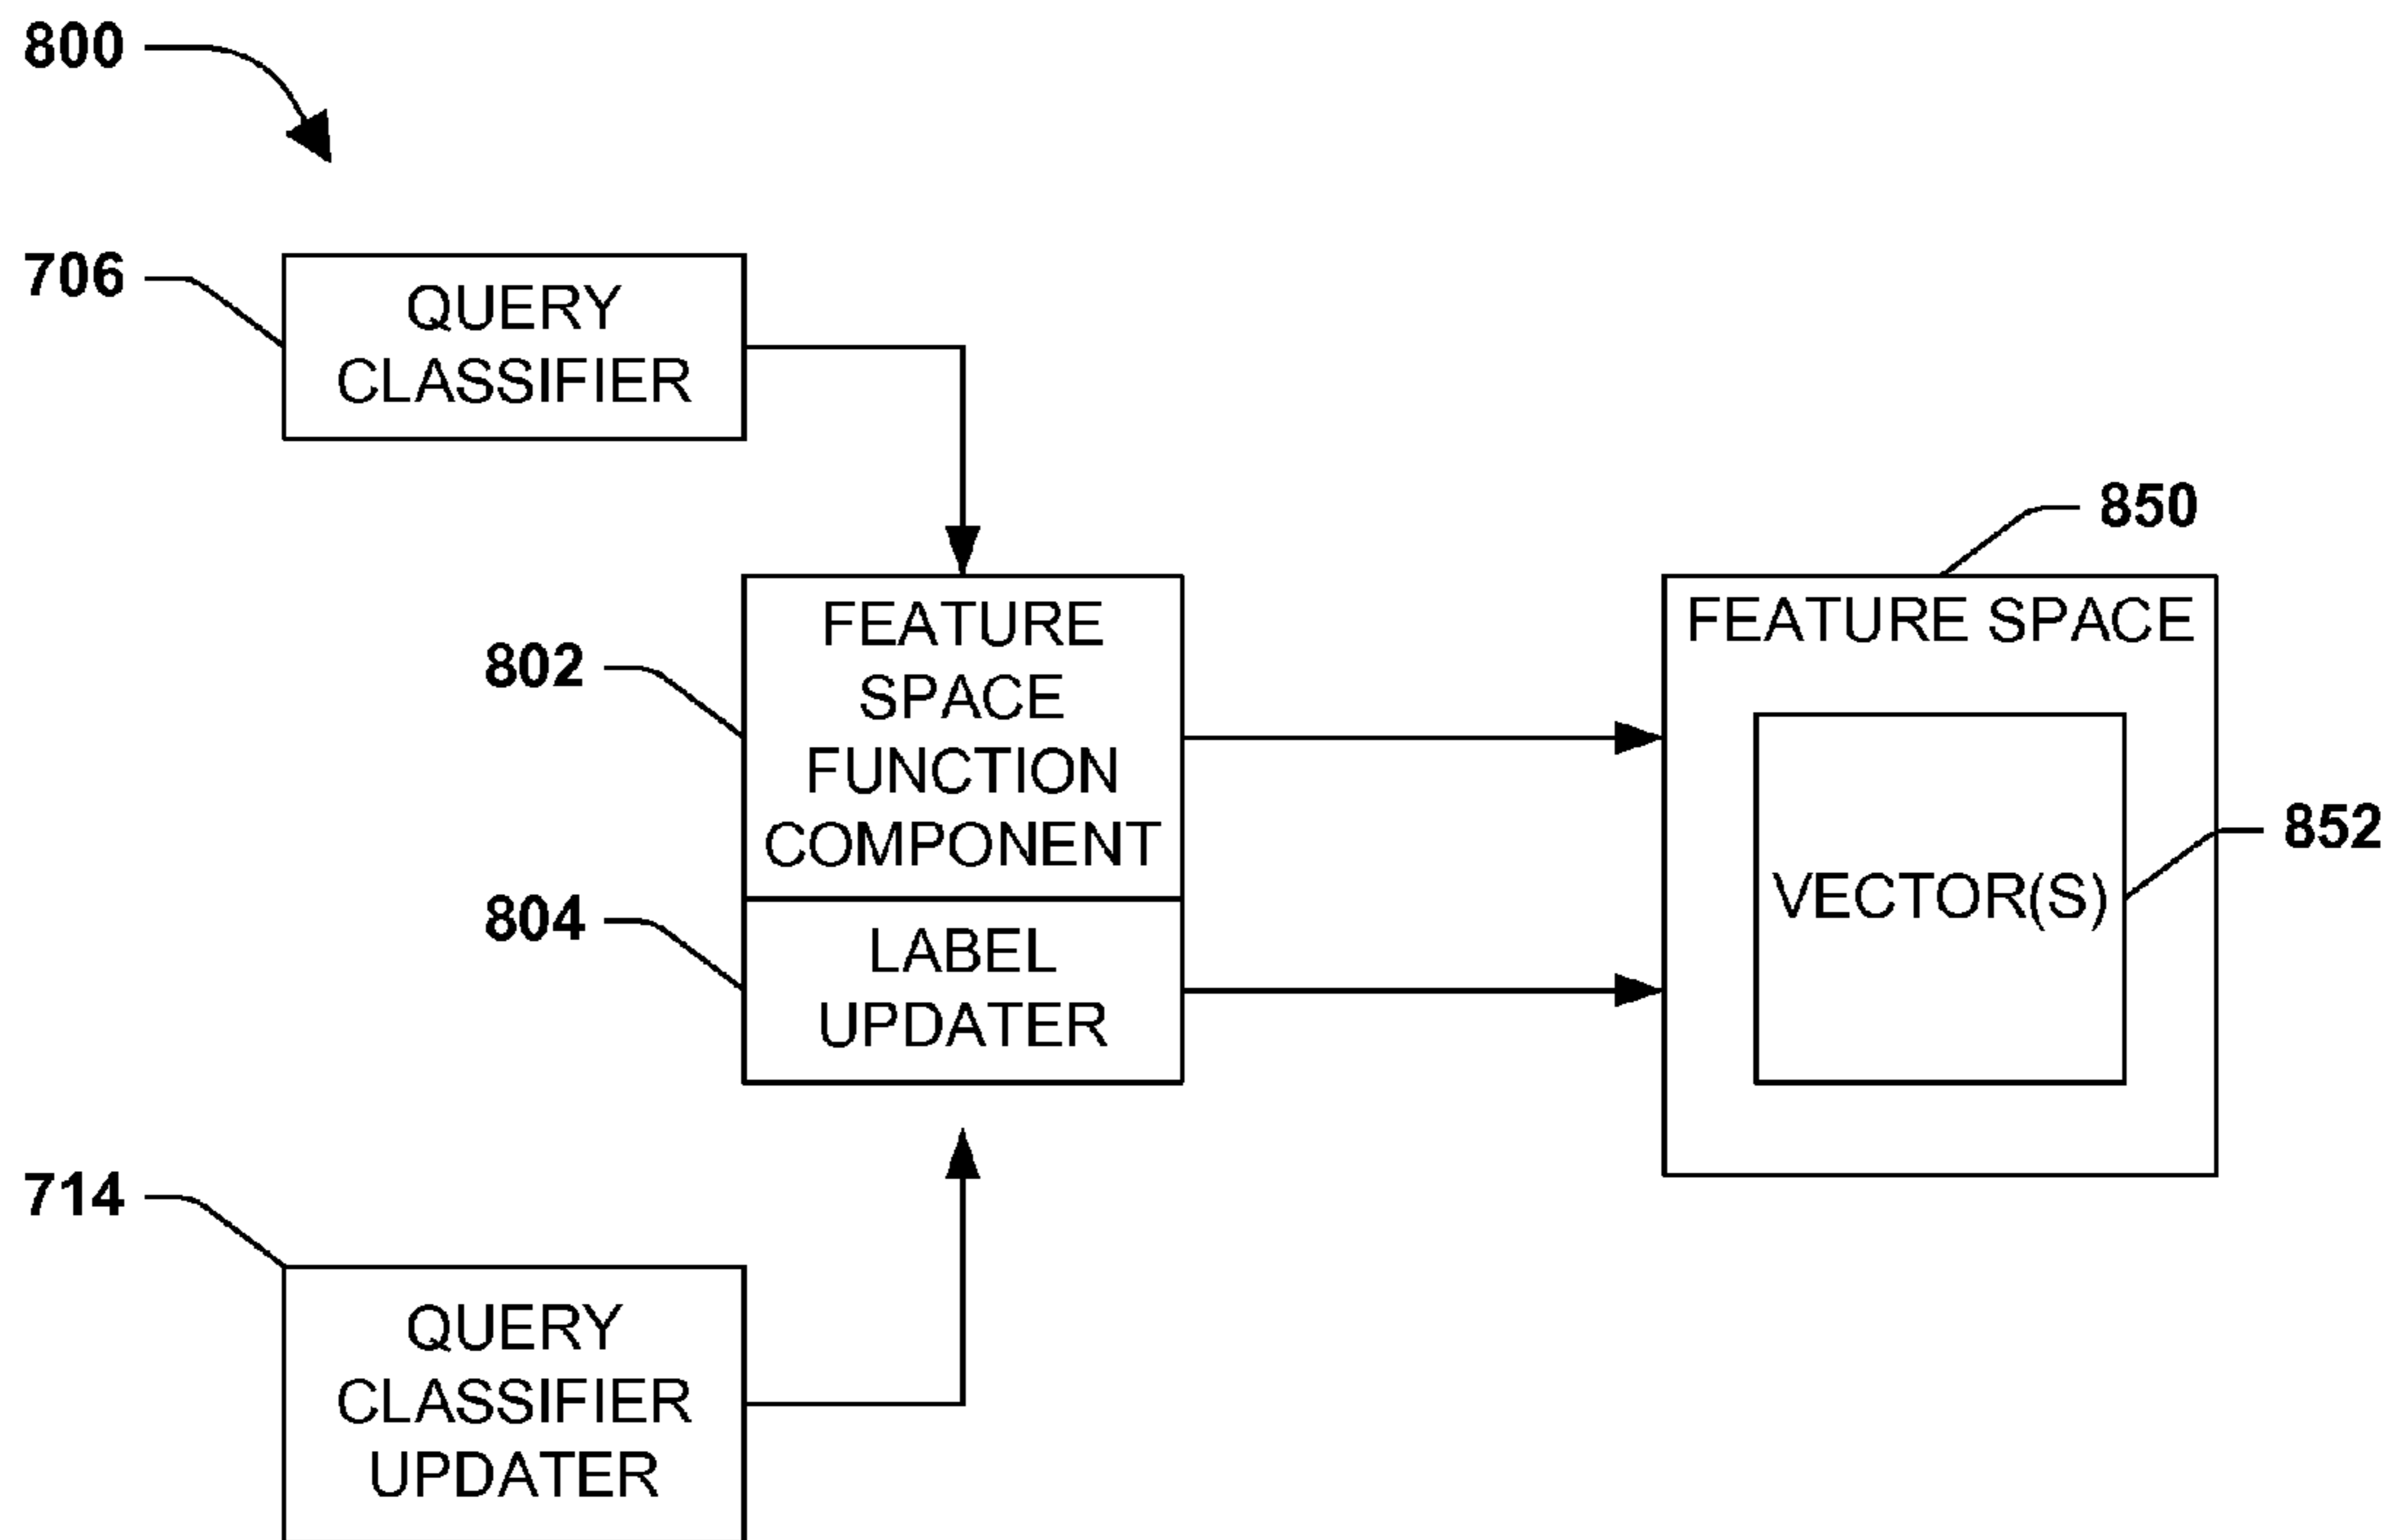 800
706
QUERY
CLASSIFIER
850
FEATURE
SPACE
FUNCTION
COMPONENT
802
FEATURE SPACE
852
VECTOR(S)
804
LABEL
UPDATER
714
QUERY
CLASSIFIER
UPDATER